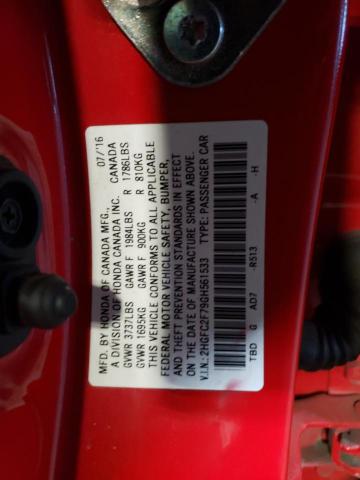 MFD. BY HONDA OF CANADA MFG., 07/'16
A DIVISION OF HONDA CANADA INC. CANADA
GVWR 3737LBS GAWR F 1984LBS R 1786LBS
GVWR 1695KG GAWR F 900KG R 810KG
THIS VEHICLE CONFORMS TO ALL APPLICABLE
FEDERAL MOTOR VEHICLE SAFETY, BUMPER,
AND THEFT PREVENTION STANDARDS IN EFFECT
ON THE DATE OF MANUFACTURE SHOWN ABOVE.
V.I.N.: 2HGFC2F79GH561533 TYPE: PASSENGER CAR
TBD G AD7 -R513 -A -H